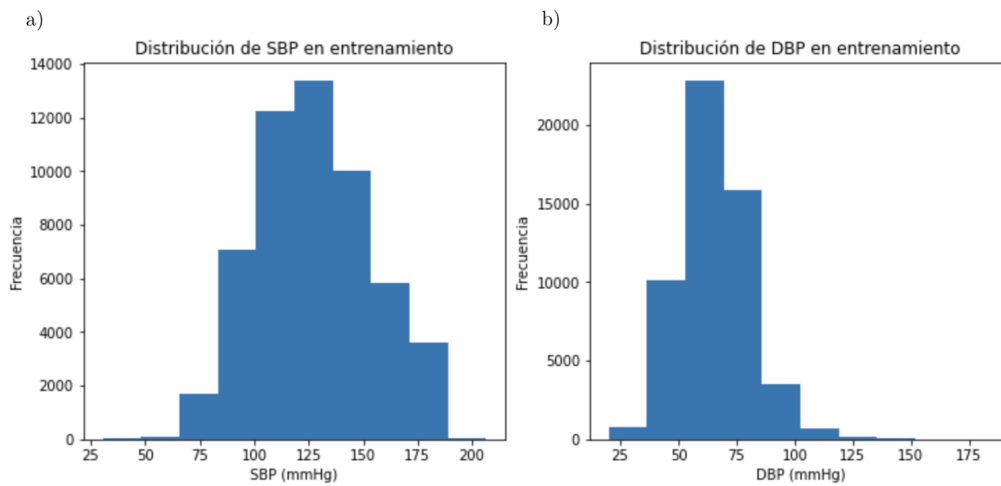 a)
b)
Distribución de SBP en entrenamiento
Distribución de DBP en entrenamiento
14000
12000
10000
8000
6000
4000
2000
0
Frecuencia
25 50 75 100 125 150 175 200
SBP (mmHg)
20000
15000
10000
5000
0
Frecuencia
25 50 75 100 125 150 175
DBP (mmHg)